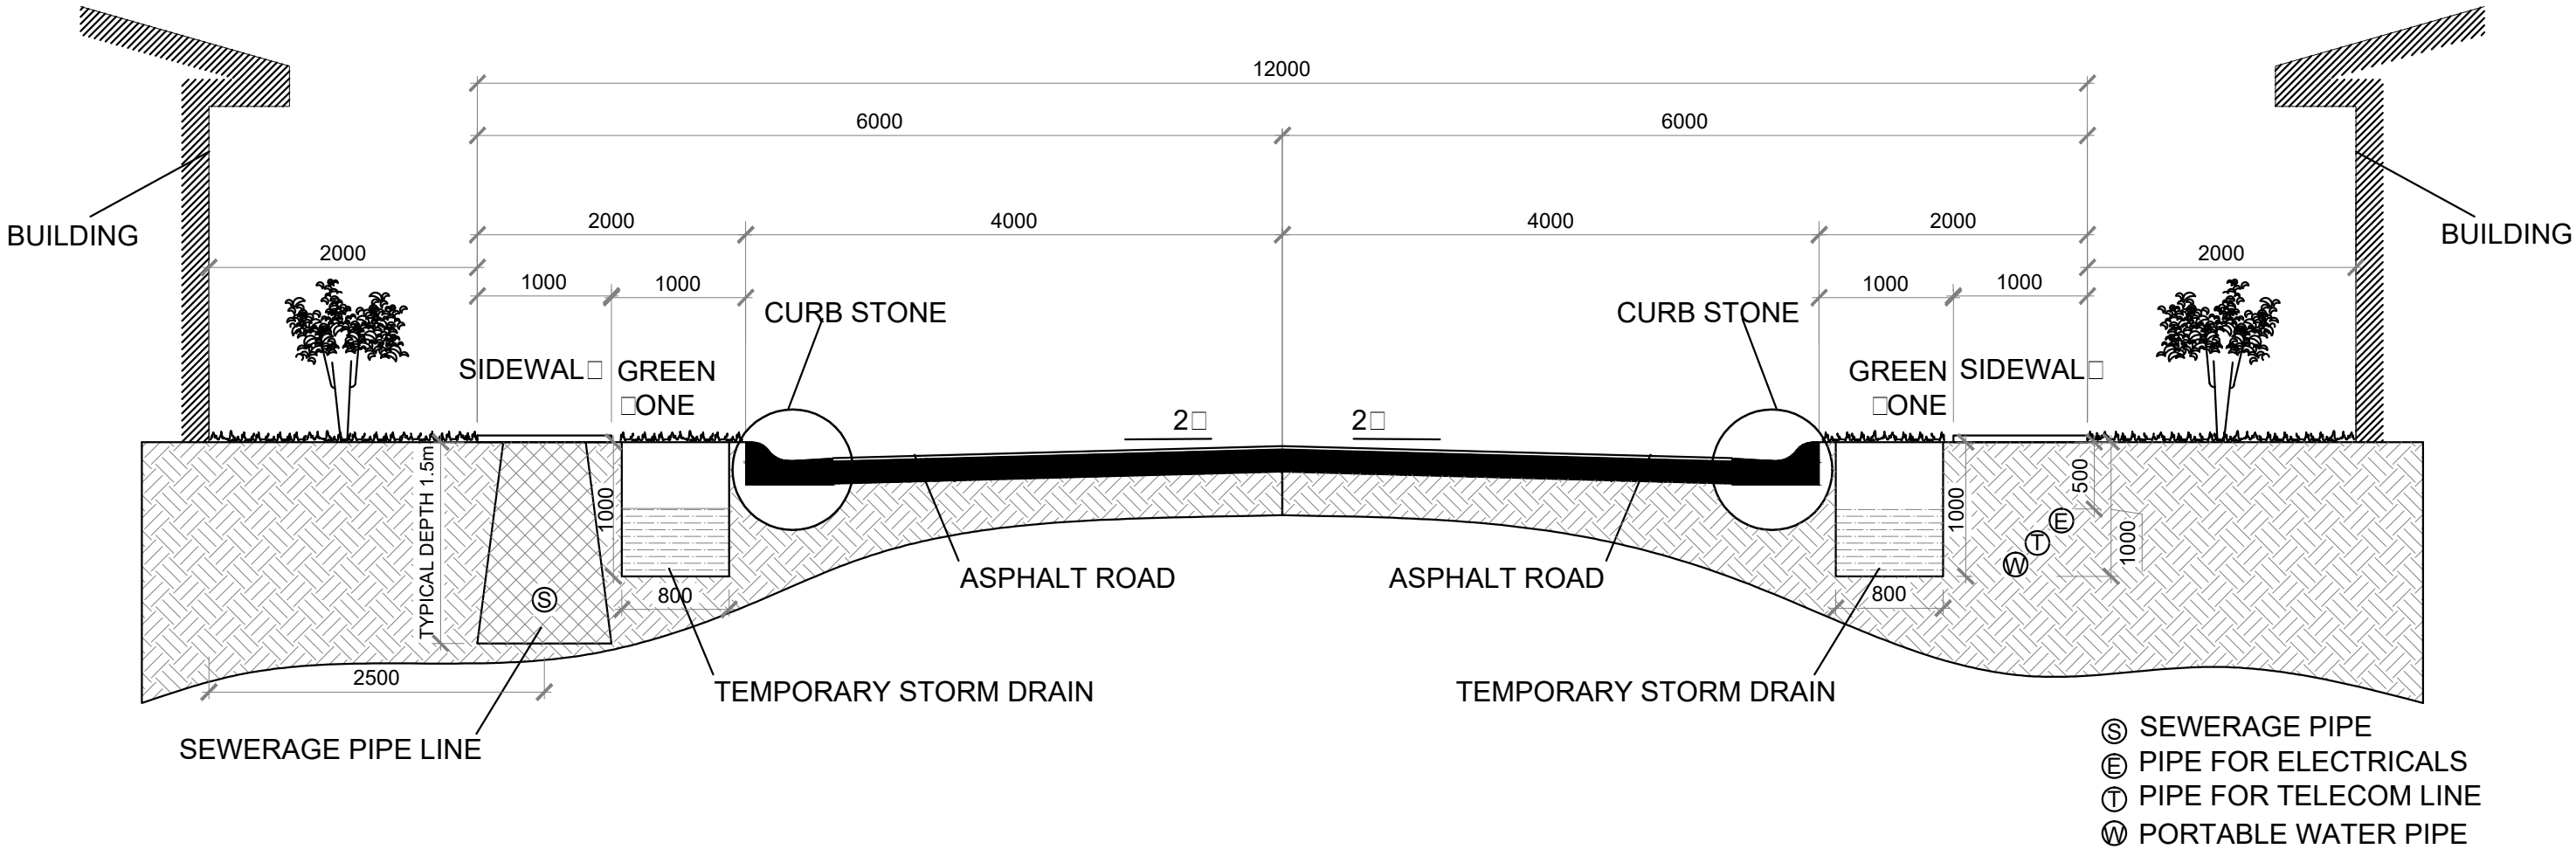 12000
6000 6000
2000 4000 4000 2000
BUILDING BUILDING
2000 2000
1000 1000 1000 1000
CURB STONE CURB STONE
SIDEWAL□ GREEN □ONE
GREEN □ONE SIDEWAL□
2□ 2□
TYPICAL DEPTH 1.5m
1000
1000
500
1000
E
T
W
S
800 800
ASPHALT ROAD ASPHALT ROAD
2500
TEMPORARY STORM DRAIN TEMPORARY STORM DRAIN
SEWERAGE PIPE LINE
S SEWERAGE PIPE
E PIPE FOR ELECTRICALS
T PIPE FOR TELECOM LINE
W PORTABLE WATER PIPE